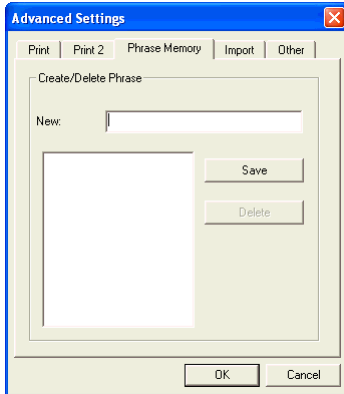 Advanced Settings
Print Print 2 Phrase Memory Import Other
Create/Delete Phrase
New:
Save
Delete
OK Cancel